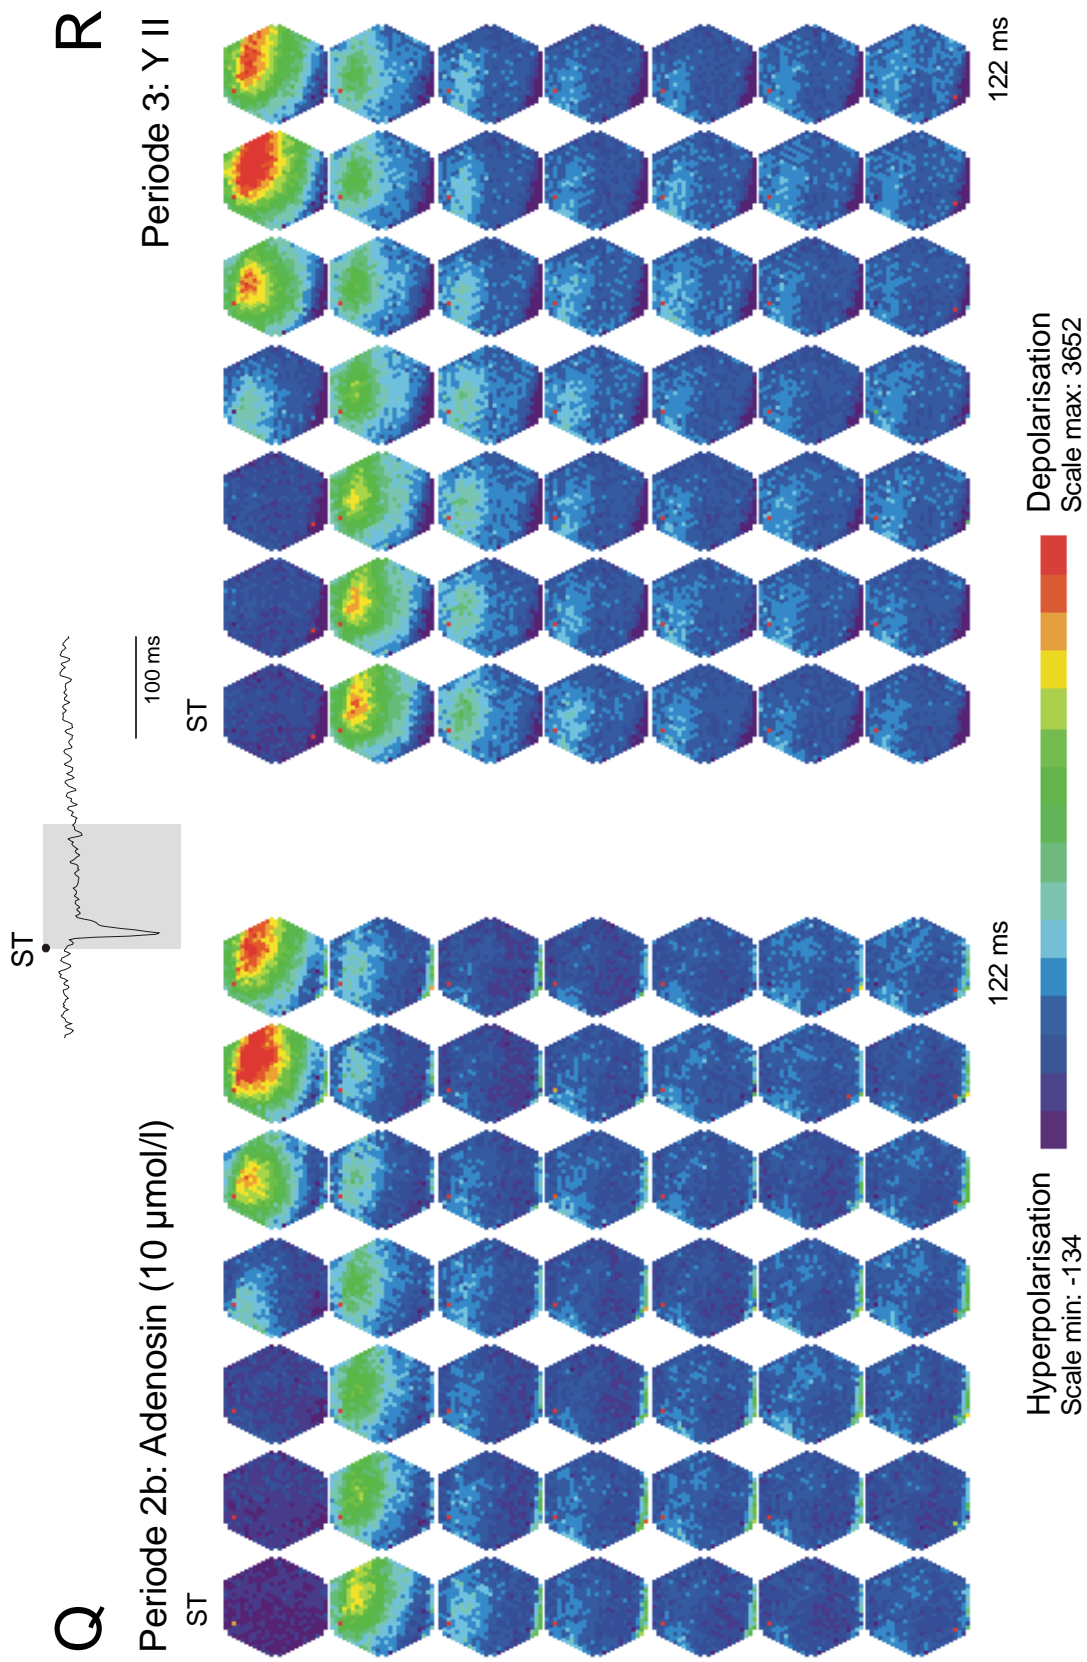 Q
Periode 2b: Adenosin (10 µmol/l)
ST
122 ms
ST
100 ms
R
Periode 3: Y II
ST
122 ms
Hyperpolarisation
Scale min: -134
Depolarisation
Scale max: 3652